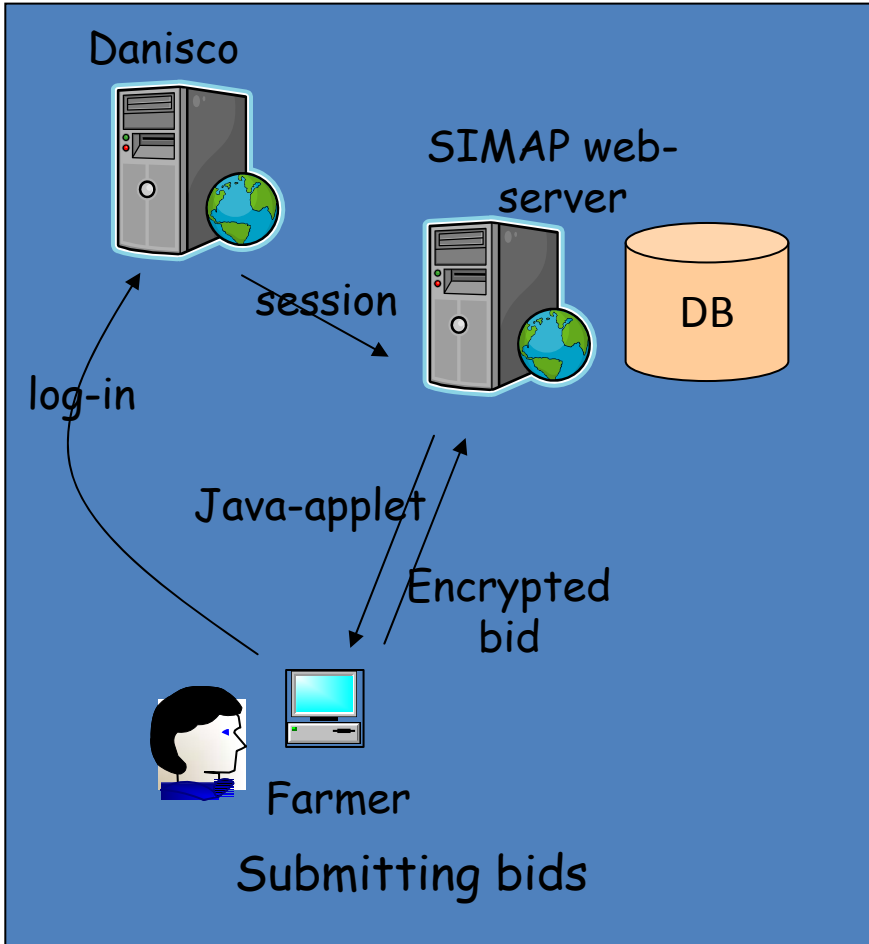 Danisco
SIMAP web-
server
session
DB
log-in
Java-applet
Encrypted
bid
Farmer
Submitting bids